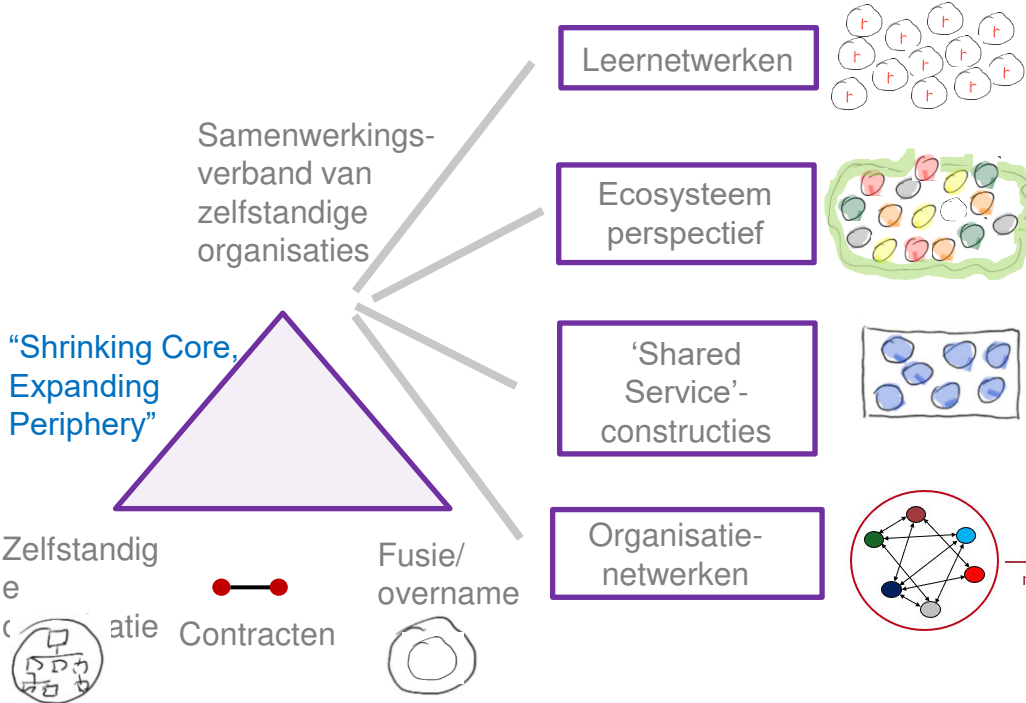 Leernetwerken
r r r r r r r r r r r r
Samenwerkings-
verband van
zelfstandige
organisaties
Ecosysteem
perspectief
“Shrinking Core,
Expanding
Periphery”
‘Shared
Service’-
constructies
Organisatie-
netwerken
Zelfstandig
e
atie
Contracten
Fusie/
overname